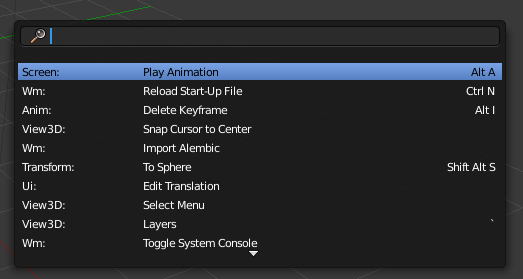 Screen: Play Animation Alt A
Wm: Reload Start-Up File Ctrl N
Anim: Delete Keyframe Alt I
View3D: Snap Cursor to Center
Wm: Import Alembic
Transform: To Sphere Shift Alt S
Ui: Edit Translation
View3D: Select Menu
View3D: Layers `
Wm: Toggle System Console